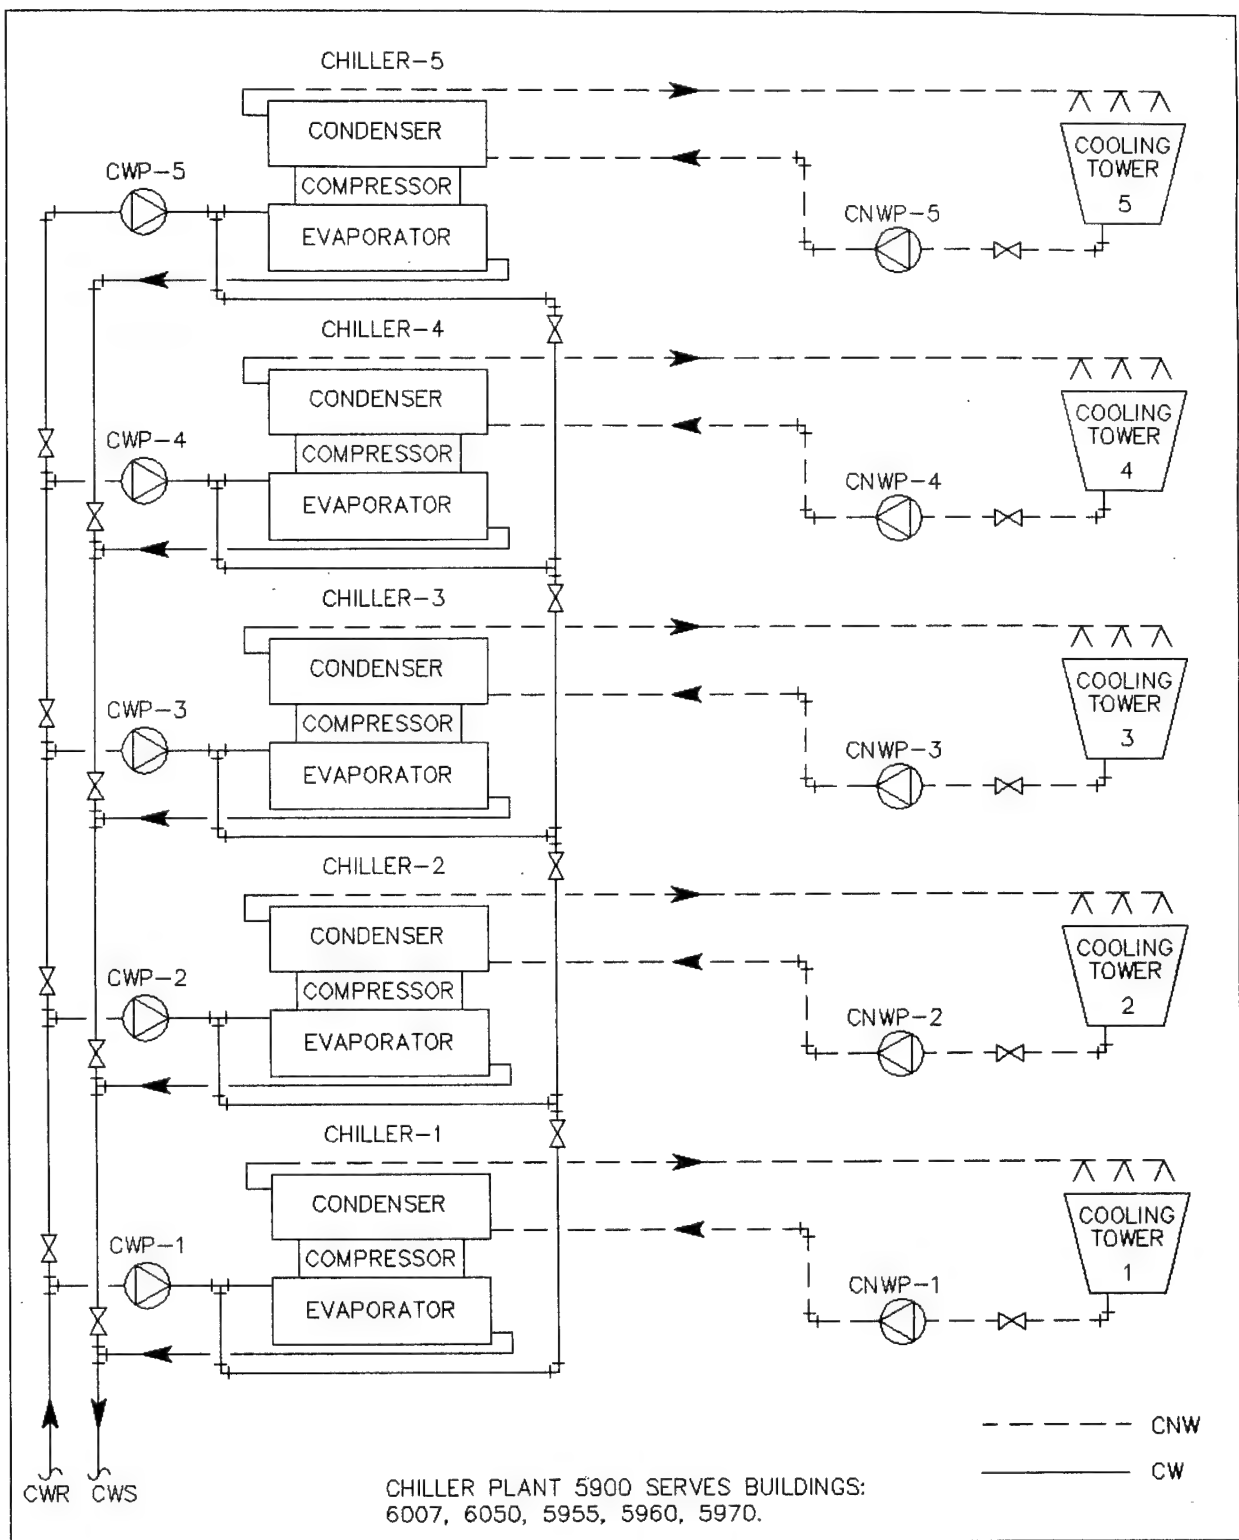 CHILLER-5
CONDENSER
COMPRESSOR
EVAPORATOR
CWP-5
CNWP-5
COOLING
TOWER
5
CHILLER-4
CONDENSER
COMPRESSOR
EVAPORATOR
CWP-4
CNWP-4
COOLING
TOWER
4
CHILLER-3
CONDENSER
COMPRESSOR
EVAPORATOR
CWP-3
CNWP-3
COOLING
TOWER
3
CHILLER-2
CONDENSER
COMPRESSOR
EVAPORATOR
CWP-2
CNWP-2
COOLING
TOWER
2
CHILLER-1
CONDENSER
COMPRESSOR
EVAPORATOR
CWP-1
CNWP-1
COOLING
TOWER
1
CNW
CW
CWR CWS
CHILLER PLANT 5900 SERVES BUILDINGS:
6007, 6050, 5955, 5960, 5970.